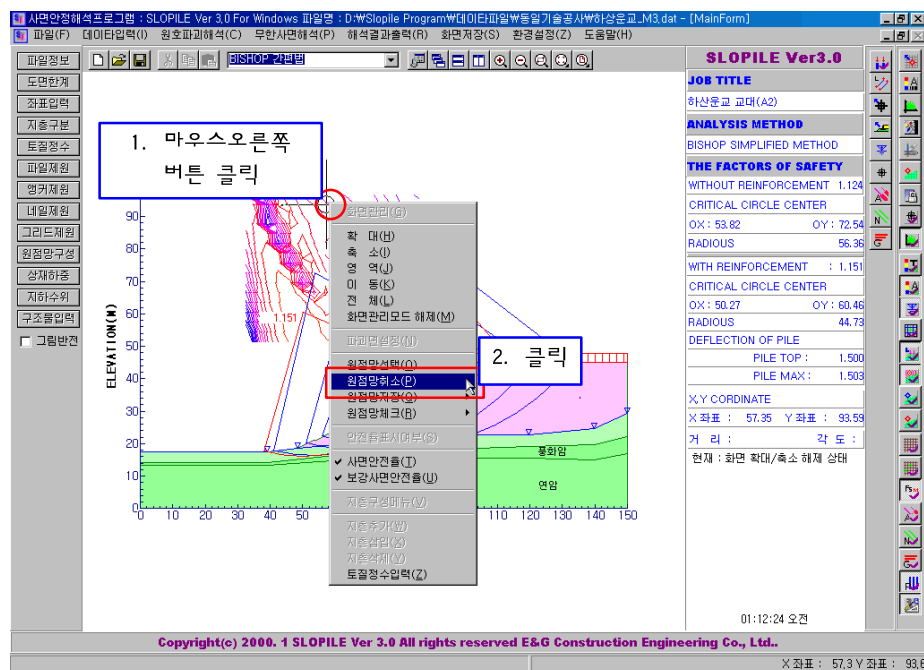 사면안정해석프로그램 : SLOPILE Ver 3,0 For Windows 파일명 : D:₩Slopile Program₩데이타파일₩동일기술공사₩하상운교_M3.dat - [MainForm]
파일(F) 데이타입력(I) 원호파괴해석(C) 무한사면해석(P) 해석결과출력(R) 화면저장(S) 환경설정(Z) 도움말(H)
BISHOP 간편법
파일정보
도면한계
좌표입력
지층구분
토질정수
파일제원
앵커제원
네일제원
그리드제원
원점망구성
상재하중
지하수위
구조물입력
그림반전
1. 마우스오른쪽
버튼 클릭
화면관리(G)
확 대(H)
축 소(I)
영 역(J)
이 동(K)
전 체(L)
화면관리모드 해제(M)
파괴면설정(N)
원점망선택(O)
원점망취소(P)
원점망저장(Q)
원점망체크(R)
안전율표시여부(S)
사면안전율(T)
보강사면안전율(U)
지층구성메뉴(V)
지층추가(W)
지층삽입(X)
지층삭제(Y)
토질정수입력(Z)
2. 클릭
ELEVATION(M)
90
80
70
60
50
40
30
20
10
0
0 10 20 30 40 50 110 120 130 140 150
1.151
풍화암
연암
SLOPILE Ver3.0
JOB TITLE
하산운교 교대(A2)
ANALYSIS METHOD
BISHOP SIMPLIFIED METHOD
THE FACTORS OF SAFETY
WITHOUT REINFORCEMENT 1.124
CRITICAL CIRCLE CENTER
OX : 53.82 OY : 72.54
RADIOUS 56.36
WITH REINFORCEMENT : 1.151
CRITICAL CIRCLE CENTER
OX : 50.27 OY : 60.46
RADIOUS 44.73
DEFLECTION OF PILE
PILE TOP : 1.500
PILE MAX : 1.503
X,Y CORDINATE
X 좌표 : 57.35 Y 좌표 : 93.59
거 리 : 각 도 :
현재 : 화면 확대/축소 해제 상태
01:12:24 오전
Copyright(c) 2000. 1 SLOPILE Ver 3.0 All rights reserved E&G Construction Engineering Co., Ltd..
X 좌표 : 57,3 Y 좌표 :